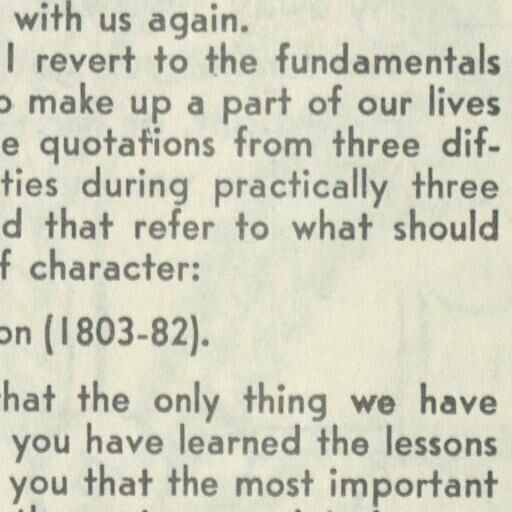 with us again.
I revert to the fundamentals
make up a part of our lives
quotations from three dif-
ties during practically three
d that refer to what should
f character:
on (1803-82).
hat the only thing we have
you have learned the lessons
you that the most important